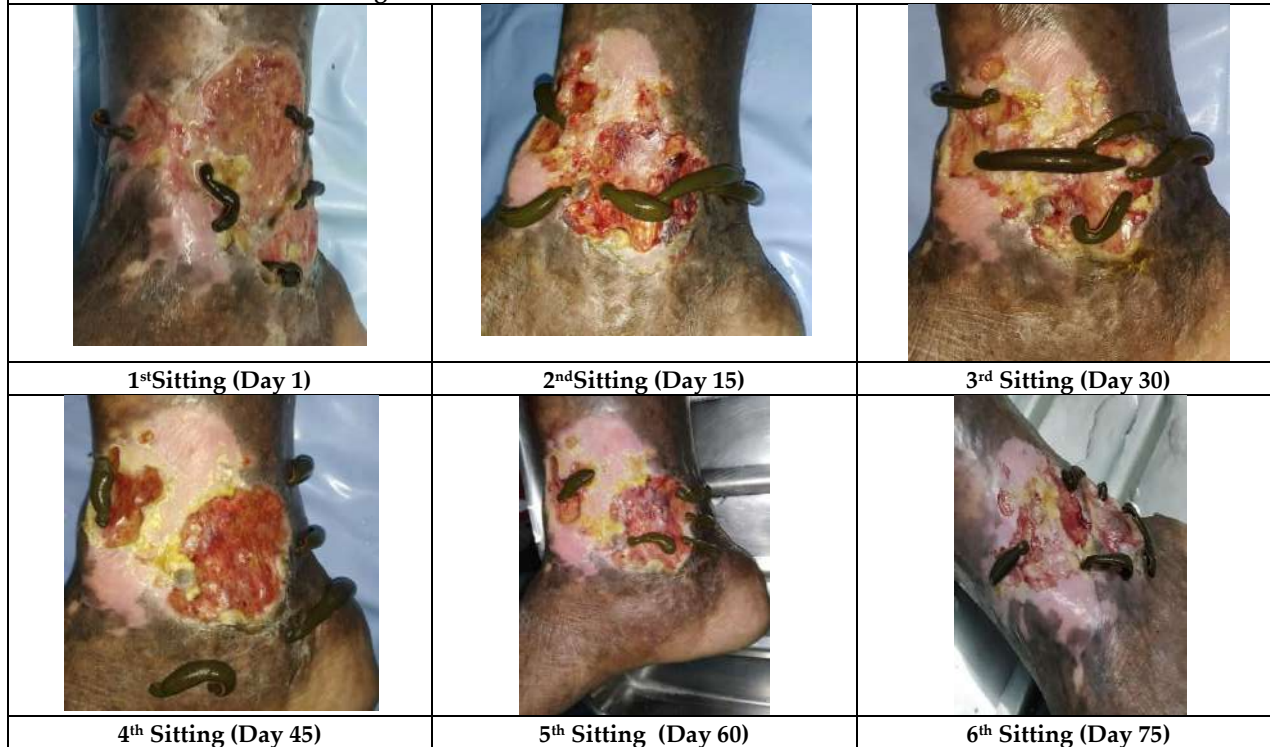 1stSitting (Day 1)
2ndSitting (Day 15)
3rd Sitting (Day 30)
4th Sitting (Day 45)
5th Sitting (Day 60)
6th Sitting (Day 75)